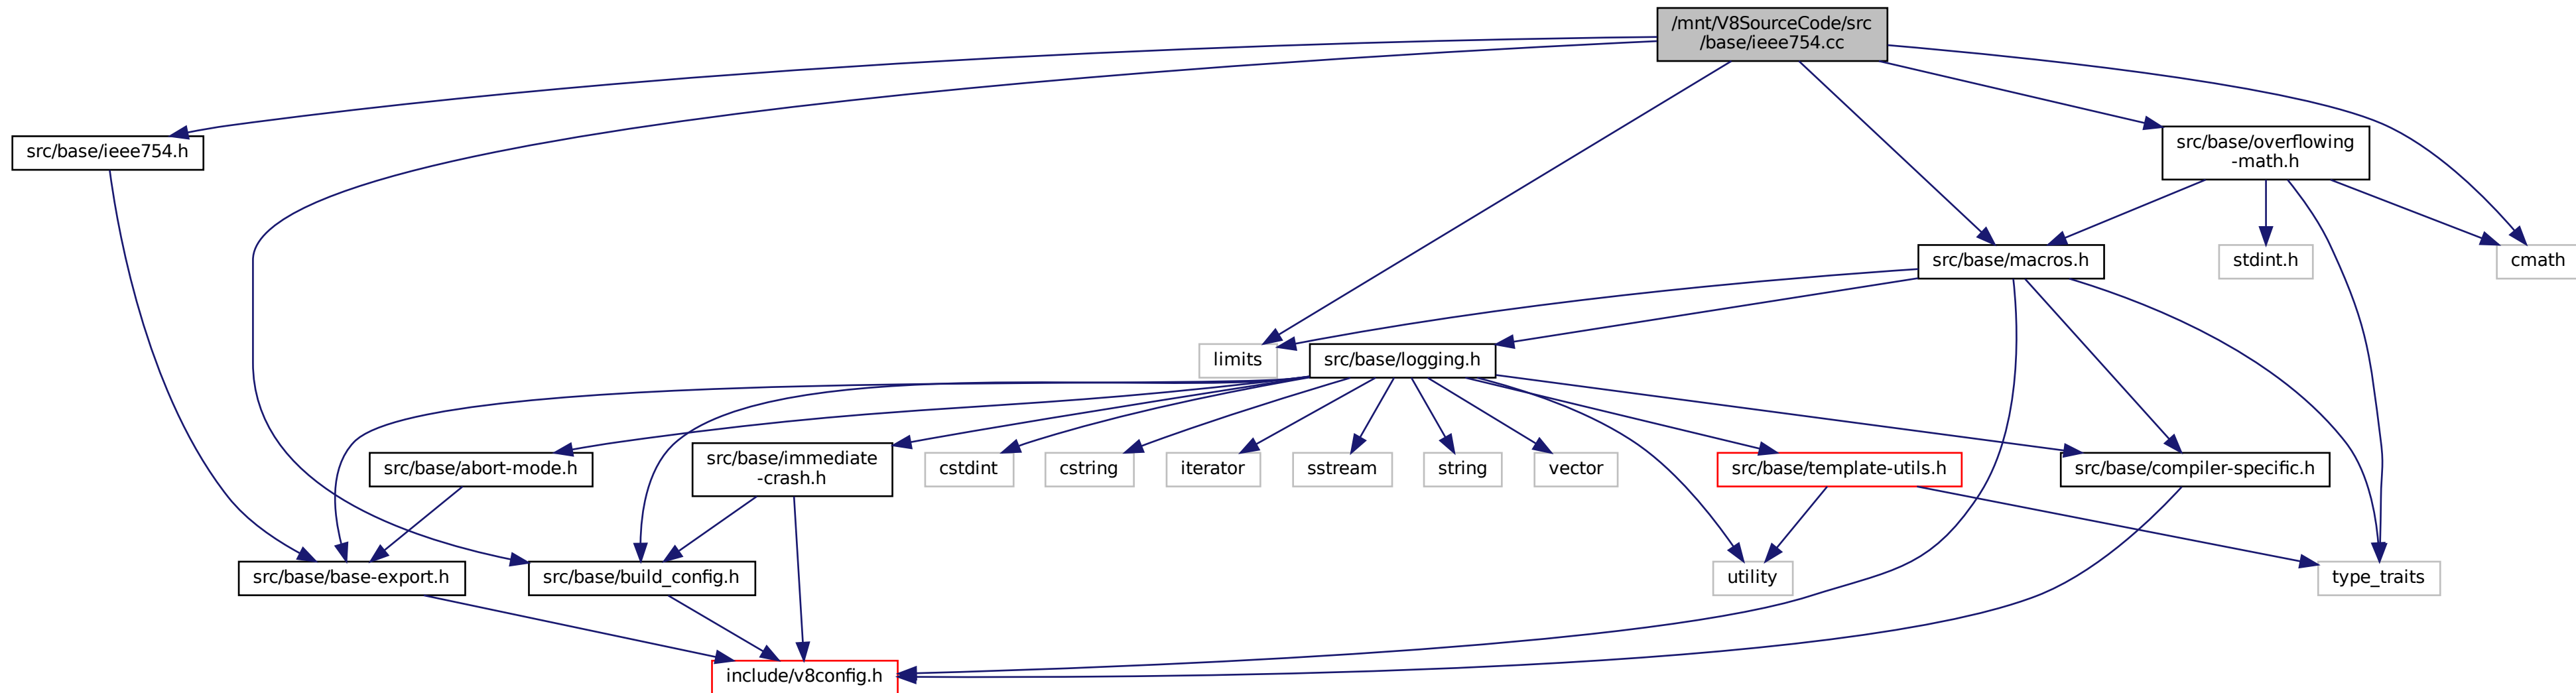 /mnt/V8SourceCode/src
/base/ieee754.cc
src/base/ieee754.h
src/base/overflowing
-math.h
src/base/macros.h
stdint.h
cmath
limits
src/base/logging.h
src/base/abort-mode.h
src/base/immediate
-crash.h
cstdint
cstring
iterator
sstream
string
vector
src/base/template-utils.h
src/base/compiler-specific.h
src/base/base-export.h
src/base/build_config.h
utility
type_traits
include/v8config.h